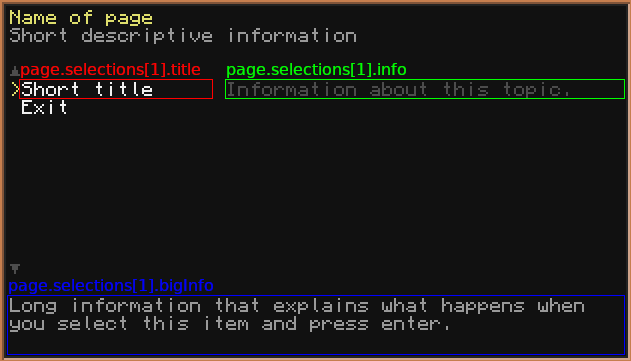 Name of page
Short descriptive information
page.selections[1].title page.selections[1].info
>Short title Information about this topic.
Exit
page.selections[1].bigInfo
Long information that explains what happens when
you select this item and press enter.